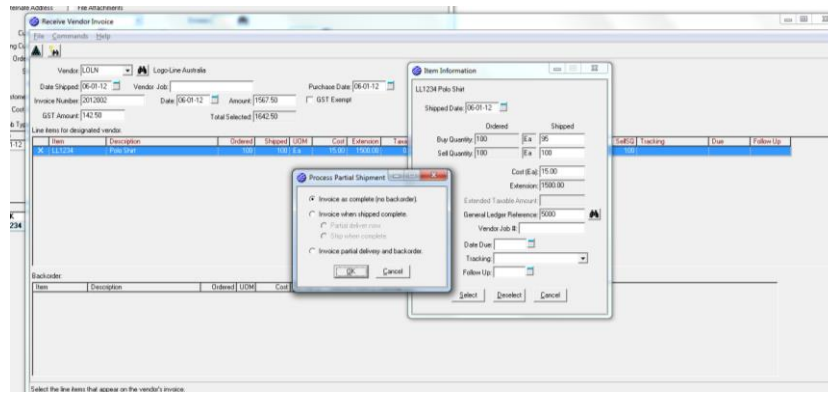 Address | File Attachments
Receive Vendor Invoice
File Commands Help
Vendor: LOLN Logo-Line Australia
Date Shipped: 06-01-12 Vendor Job: Purchase Date: 06-01-12
Invoice Number: 2012002 Date: 06-01-12 Amount: 1567.50 GST Exempt
GST Amount: 142.50 Total Selected: 1642.50
Line items for designated vendor.
Item Description Ordered Shipped UOM Cost Extension SellSQ Tracking Due Follow Up
X LL1234 Polo Shirt 100 100 Ea 15.00 1500.00 100
Backorder:
Item Description Ordered UOM Cost
Select the line items that appear on the vendor's invoice.
Process Partial Shipment
Invoice as complete (no backorder).
Invoice when shipped complete.
Partial deliver now.
Ship when complete.
Invoice partial delivery and backorder.
OK Cancel
Item Information
LL1234 Polo Shirt
Shipped Date: 06-01-12
Ordered Shipped
Buy Quantity: 100 Ea 95
Sell Quantity: 100 Ea 100
Cost (Ea): 15.00
Extension: 1500.00
Extended Taxable Amount:
General Ledger Reference: 5000
Vendor Job #:
Date Due:
Tracking:
Follow Up:
Select Deselect Cancel